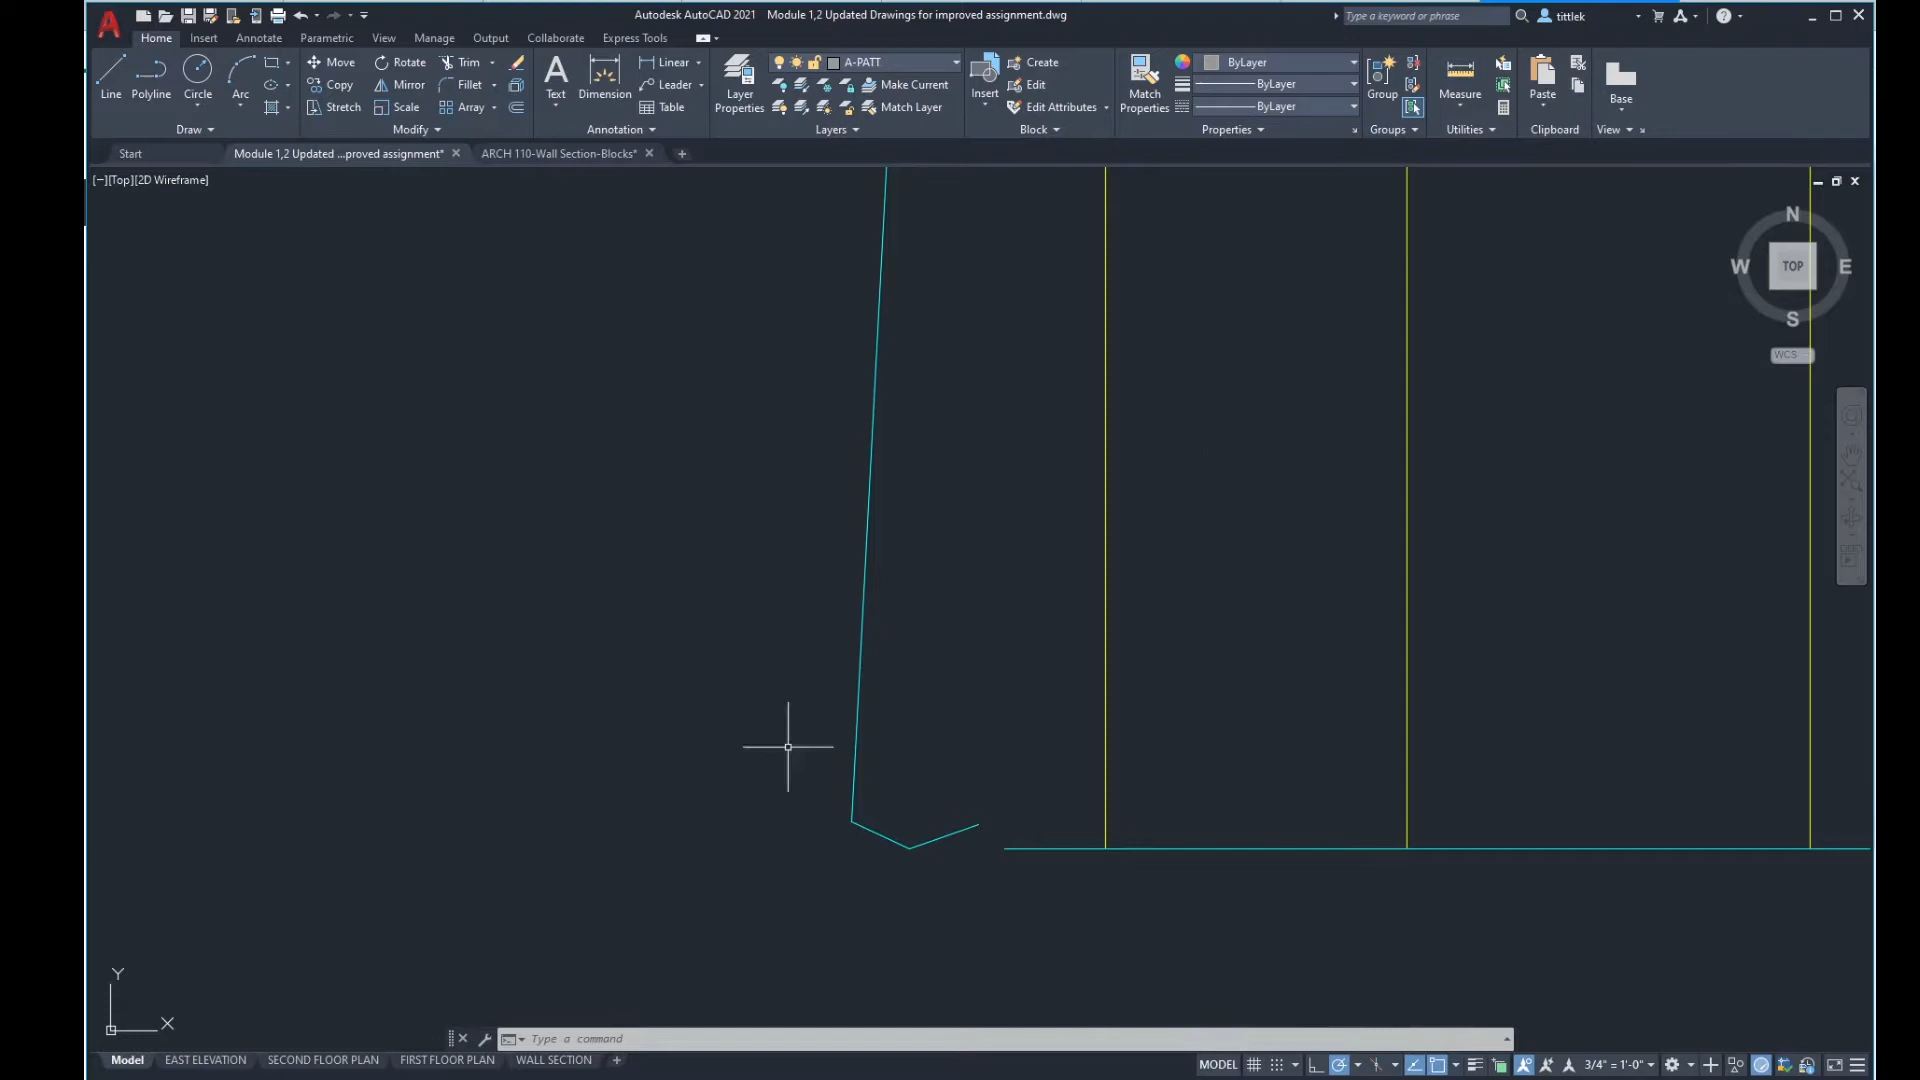 Autodesk AutoCAD 2021 Module 1,2 Updated Drawings for improved assignment.dwg
Type a keyword or phrase
tittlek
Home Insert Annotate Parametric View Manage Output Collaborate Express Tools
Line Polyline Circle Arc
Move Rotate Trim
Copy Mirror Fillet
Stretch Scale Array
Text Dimension
Linear
Leader
Table
Layer Properties
A-PATT
Make Current
Match Layer
Insert
Create
Edit
Edit Attributes
Match Properties
ByLayer
ByLayer
ByLayer
Group
Measure
Paste
Base
Draw Modify Annotation Layers Block Properties Groups Utilities Clipboard View
Start Module 1,2 Updated ...proved assignment* ARCH 110-Wall Section-Blocks*
[−][Top][2D Wireframe]
N
W TOP E
S
WCS
Y
X
Type a command
Model EAST ELEVATION SECOND FLOOR PLAN FIRST FLOOR PLAN WALL SECTION
MODEL 3/4" = 1'-0"